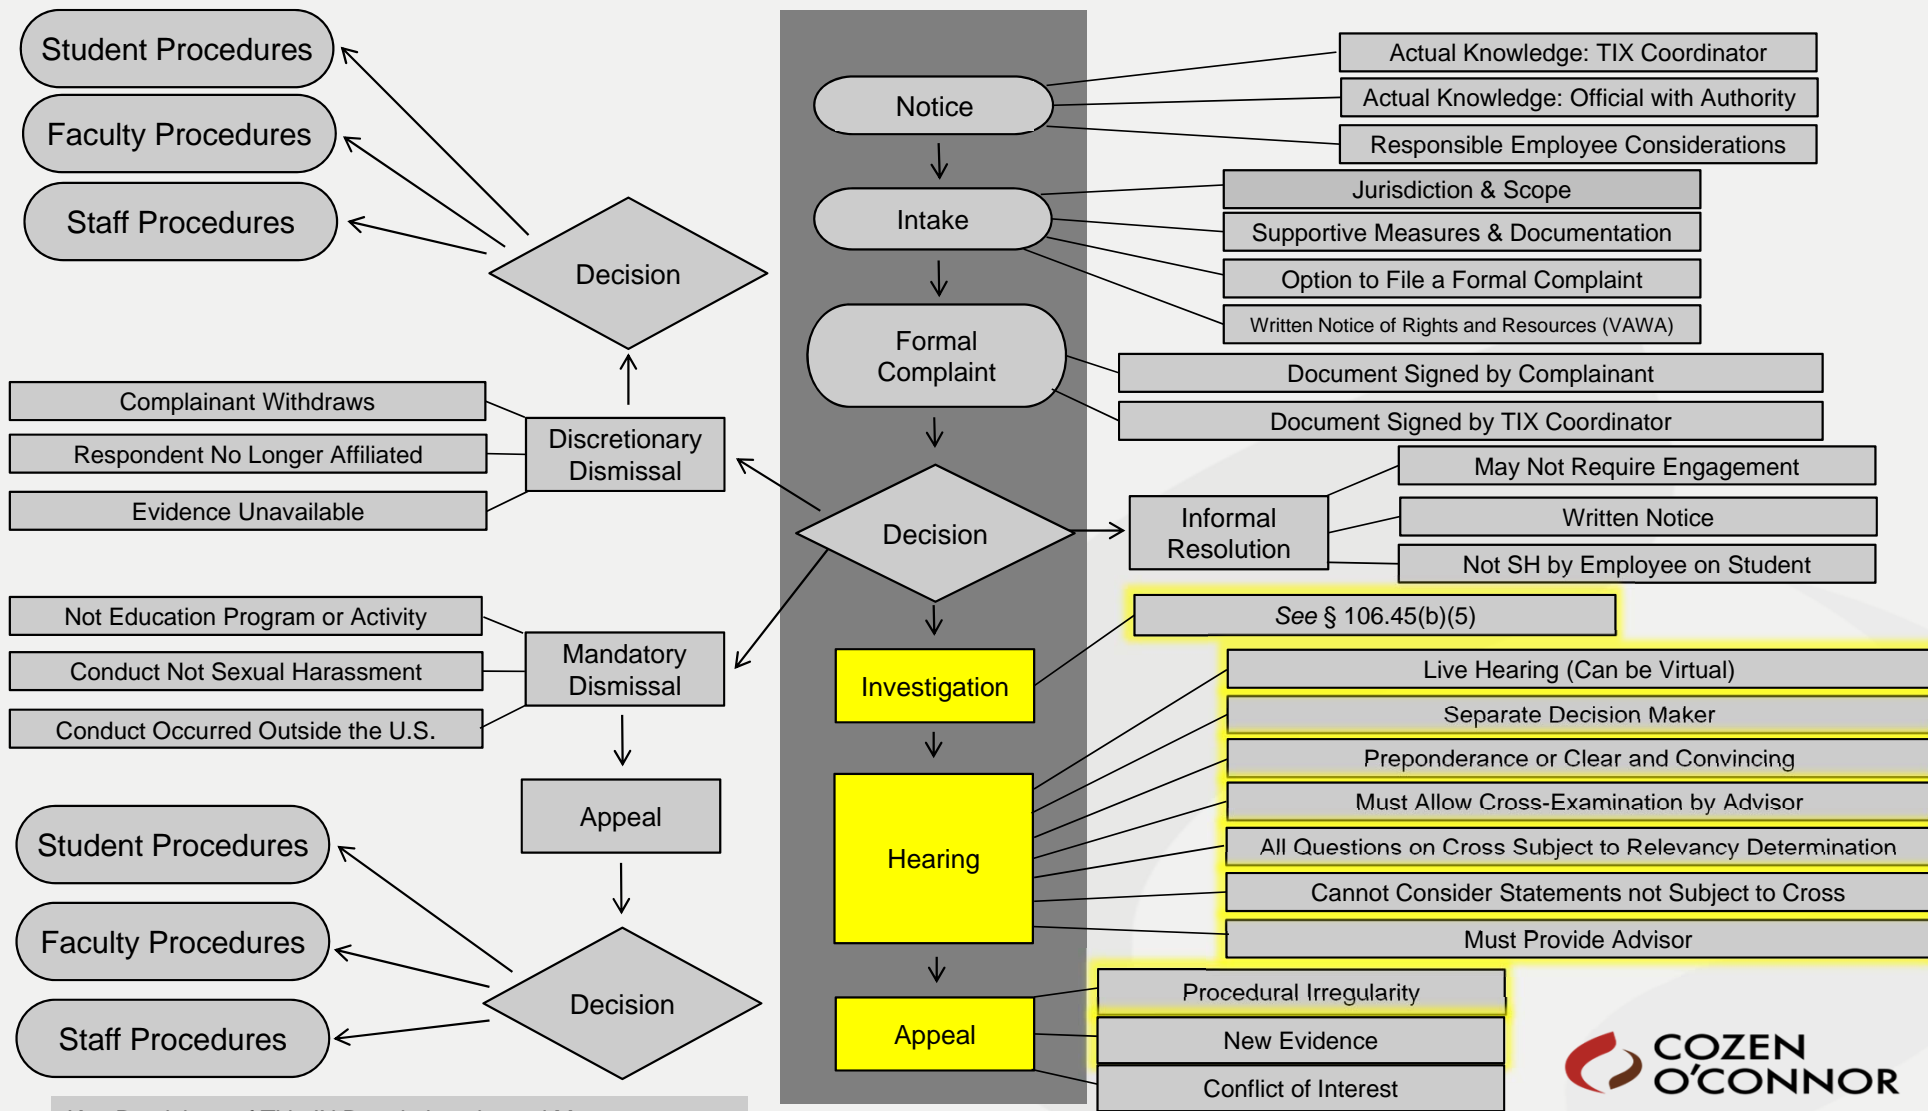 Student Procedures
Faculty Procedures
Staff Procedures
Decision
Complainant Withdraws
Respondent No Longer Affiliated
Evidence Unavailable
Discretionary
Dismissal
Not Education Program or Activity
Conduct Not Sexual Harassment
Conduct Occurred Outside the U.S.
Mandatory
Dismissal
Appeal
Student Procedures
Faculty Procedures
Staff Procedures
Decision
Notice
Intake
Formal
Complaint
Decision
Investigation
Hearing
Appeal
Actual Knowledge: TIX Coordinator
Actual Knowledge: Official with Authority
Responsible Employee Considerations
Jurisdiction & Scope
Supportive Measures & Documentation
Option to File a Formal Complaint
Written Notice of Rights and Resources (VAWA)
Document Signed by Complainant
Document Signed by TIX Coordinator
Informal
Resolution
May Not Require Engagement
Written Notice
Not SH by Employee on Student
See § 106.45(b)(5)
Live Hearing (Can be Virtual)
Separate Decision Maker
Preponderance or Clear and Convincing
Must Allow Cross-Examination by Advisor
All Questions on Cross Subject to Relevancy Determination
Cannot Consider Statements not Subject to Cross
Must Provide Advisor
Procedural Irregularity
New Evidence
Conflict of Interest
COZEN
O'CONNOR